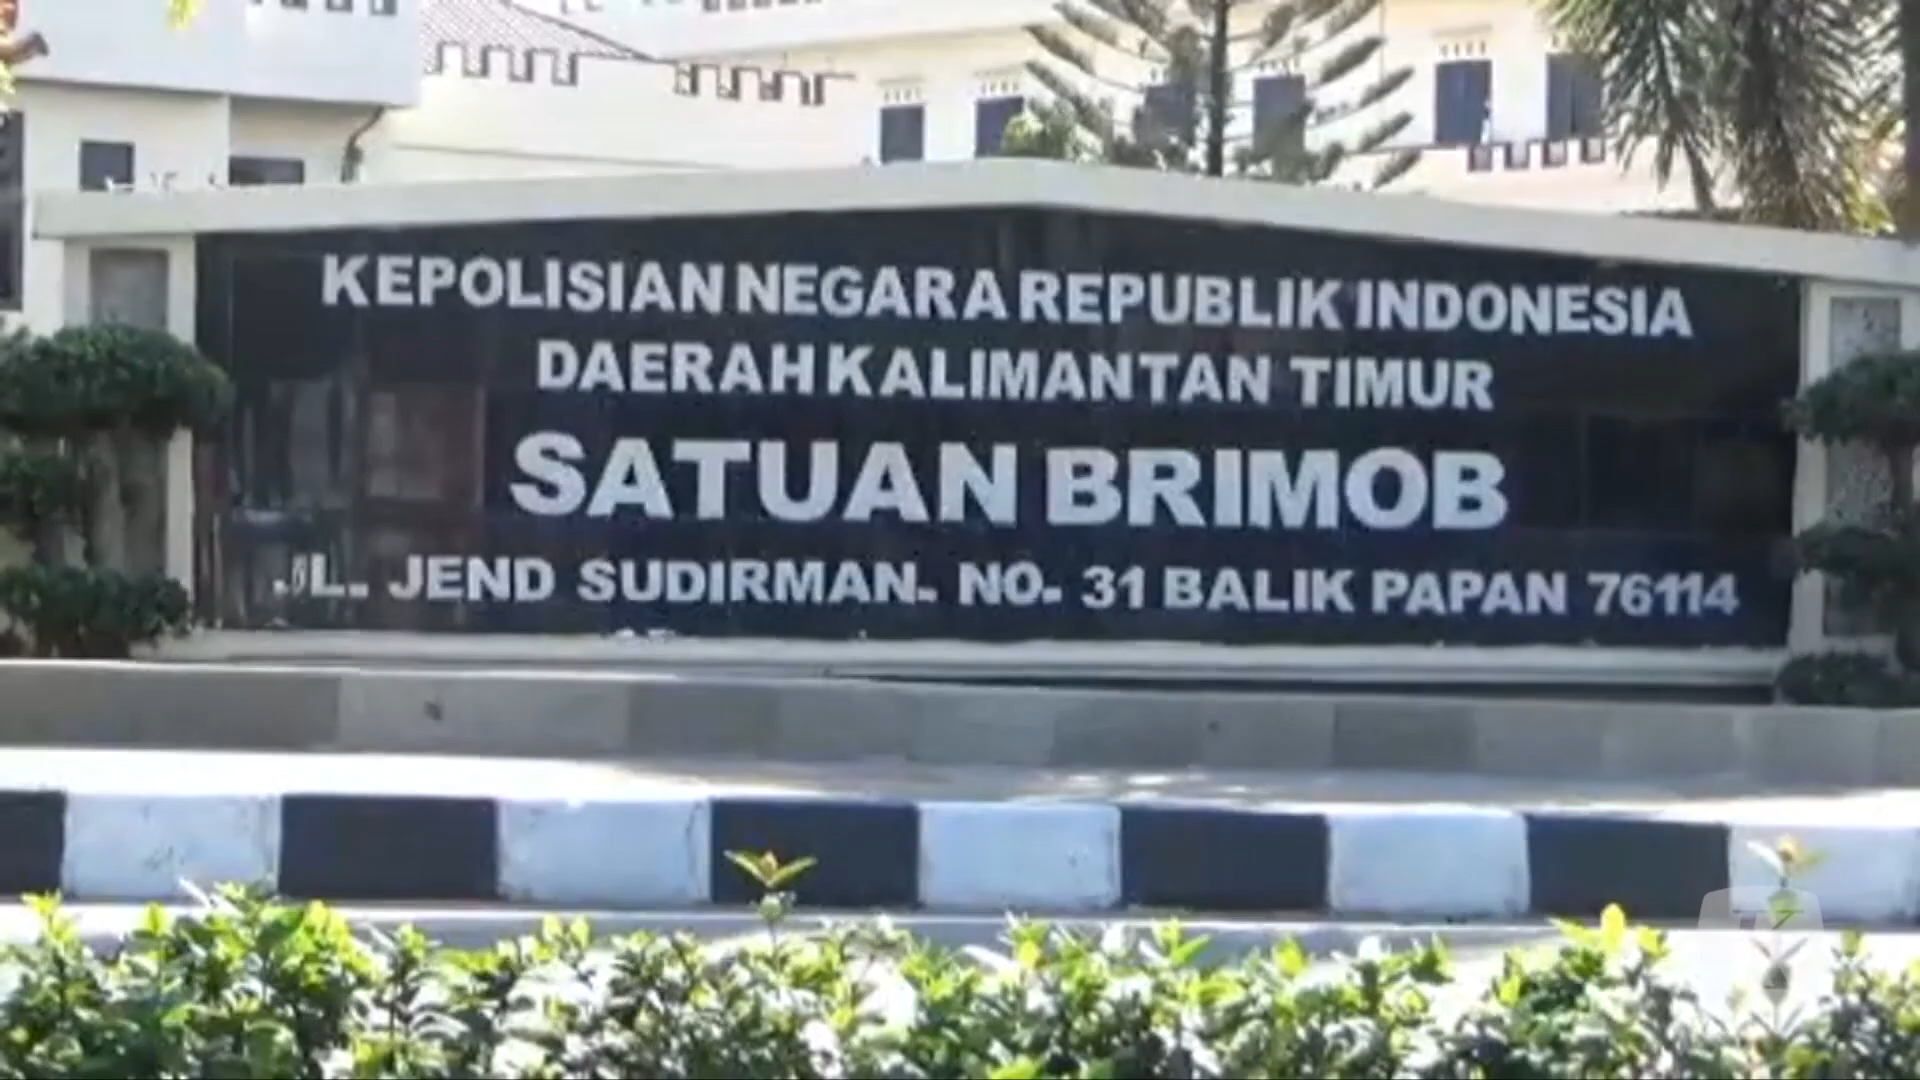 KEPOLISIAN NEGARA REPUBLIK INDONESIA
DAERAH KALIMANTAN TIMUR
SATUAN BRIMOB
JL. JEND SUDIRMAN. NO. 31 BALIK PAPAN 76114